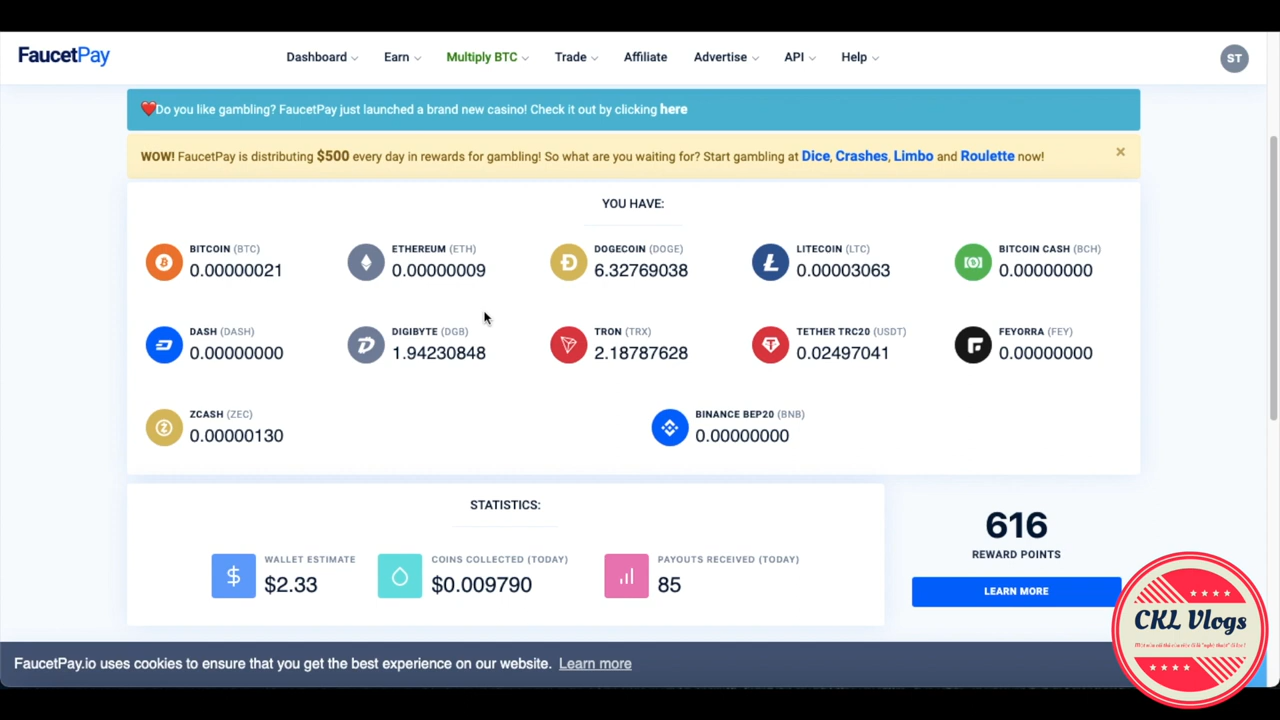 FaucetPay
Dashboard Earn Multiply BTC Trade Affiliate Advertise API Help ST
❤️Do you like gambling? FaucetPay just launched a brand new casino! Check it out by clicking here
WOW! FaucetPay is distributing $500 every day in rewards for gambling! So what are you waiting for? Start gambling at Dice, Crashes, Limbo and Roulette now! ×
YOU HAVE:
BITCOIN (BTC) ETHEREUM (ETH) DOGECOIN (DOGE) LITECOIN (LTC) BITCOIN CASH (BCH)
0.00000021 0.00000009 6.32769038 0.00003063 0.00000000
DASH (DASH) DIGIBYTE (DGB) TRON (TRX) TETHER TRC20 (USDT) FEYORRA (FEY)
0.00000000 1.94230848 2.18787628 0.02497041 0.00000000
ZCASH (ZEC) BINANCE BEP20 (BNB)
0.00000130 0.00000000
STATISTICS:
WALLET ESTIMATE COINS COLLECTED (TODAY) PAYOUTS RECEIVED (TODAY)
$2.33 $0.009790 85
616
REWARD POINTS
LEARN MORE
CKL Vlogs
FaucetPay.io uses cookies to ensure that you get the best experience on our website. Learn more